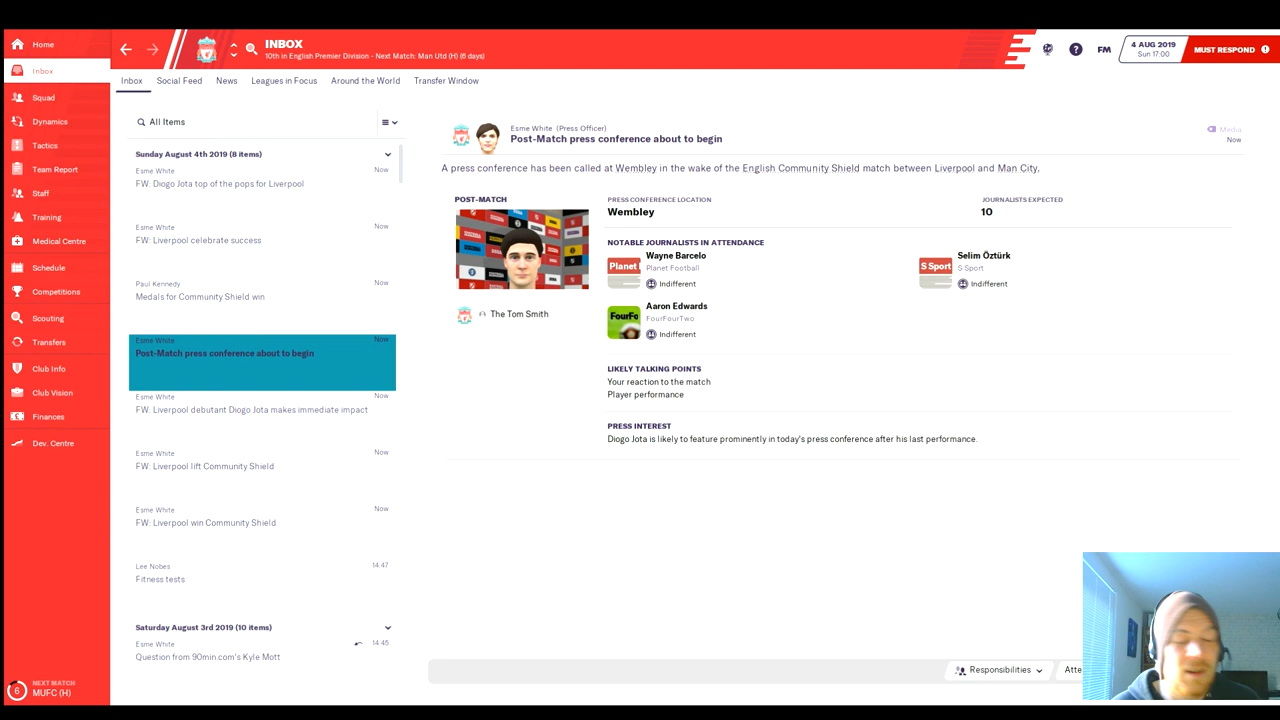 Home
Inbox
Squad
Dynamics
Tactics
Team Report
Staff
Training
Medical Centre
Schedule
Competitions
Scouting
Transfers
Club Info
Club Vision
Finances
Dev. Centre
6
NEXT MATCH
MUFC (H)
INBOX
10th in English Premier Division - Next Match: Man Utd (H) (6 days)
?
FM
4 AUG 2019
Sun 17:00
MUST RESPOND
Inbox Social Feed News Leagues in Focus Around the World Transfer Window
All Items
Sunday August 4th 2019 (8 items)
Esme White Now
FW: Diogo Jota top of the pops for Liverpool
Esme White Now
FW: Liverpool celebrate success
Paul Kennedy Now
Medals for Community Shield win
Esme White Now
Post-Match press conference about to begin
Esme White Now
FW: Liverpool debutant Diogo Jota makes immediate impact
Esme White Now
FW: Liverpool lift Community Shield
Esme White Now
FW: Liverpool win Community Shield
Lee Nobes 14:47
Fitness tests
Saturday August 3rd 2019 (10 items)
Esme White 14:45
Question from 90min.com's Kyle Mott
Esme White (Press Officer)
Post-Match press conference about to begin
Media
Now
A press conference has been called at Wembley in the wake of the English Community Shield match between Liverpool and Man City.
POST-MATCH
The Tom Smith
PRESS CONFERENCE LOCATION
Wembley
JOURNALISTS EXPECTED
10
NOTABLE JOURNALISTS IN ATTENDANCE
Planet
Wayne Barcelo
Planet Football
Indifferent
S Sport
Selim Öztürk
S Sport
Indifferent
FourFo
Aaron Edwards
FourFourTwo
Indifferent
LIKELY TALKING POINTS
Your reaction to the match
Player performance
PRESS INTEREST
Diogo Jota is likely to feature prominently in today's press conference after his last performance.
Responsibilities
Atte